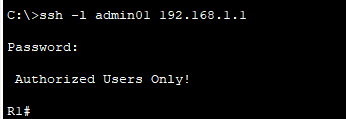 C:\>ssh -l admin01 192.168.1.1
Password:
Authorized Users Only!
R1#